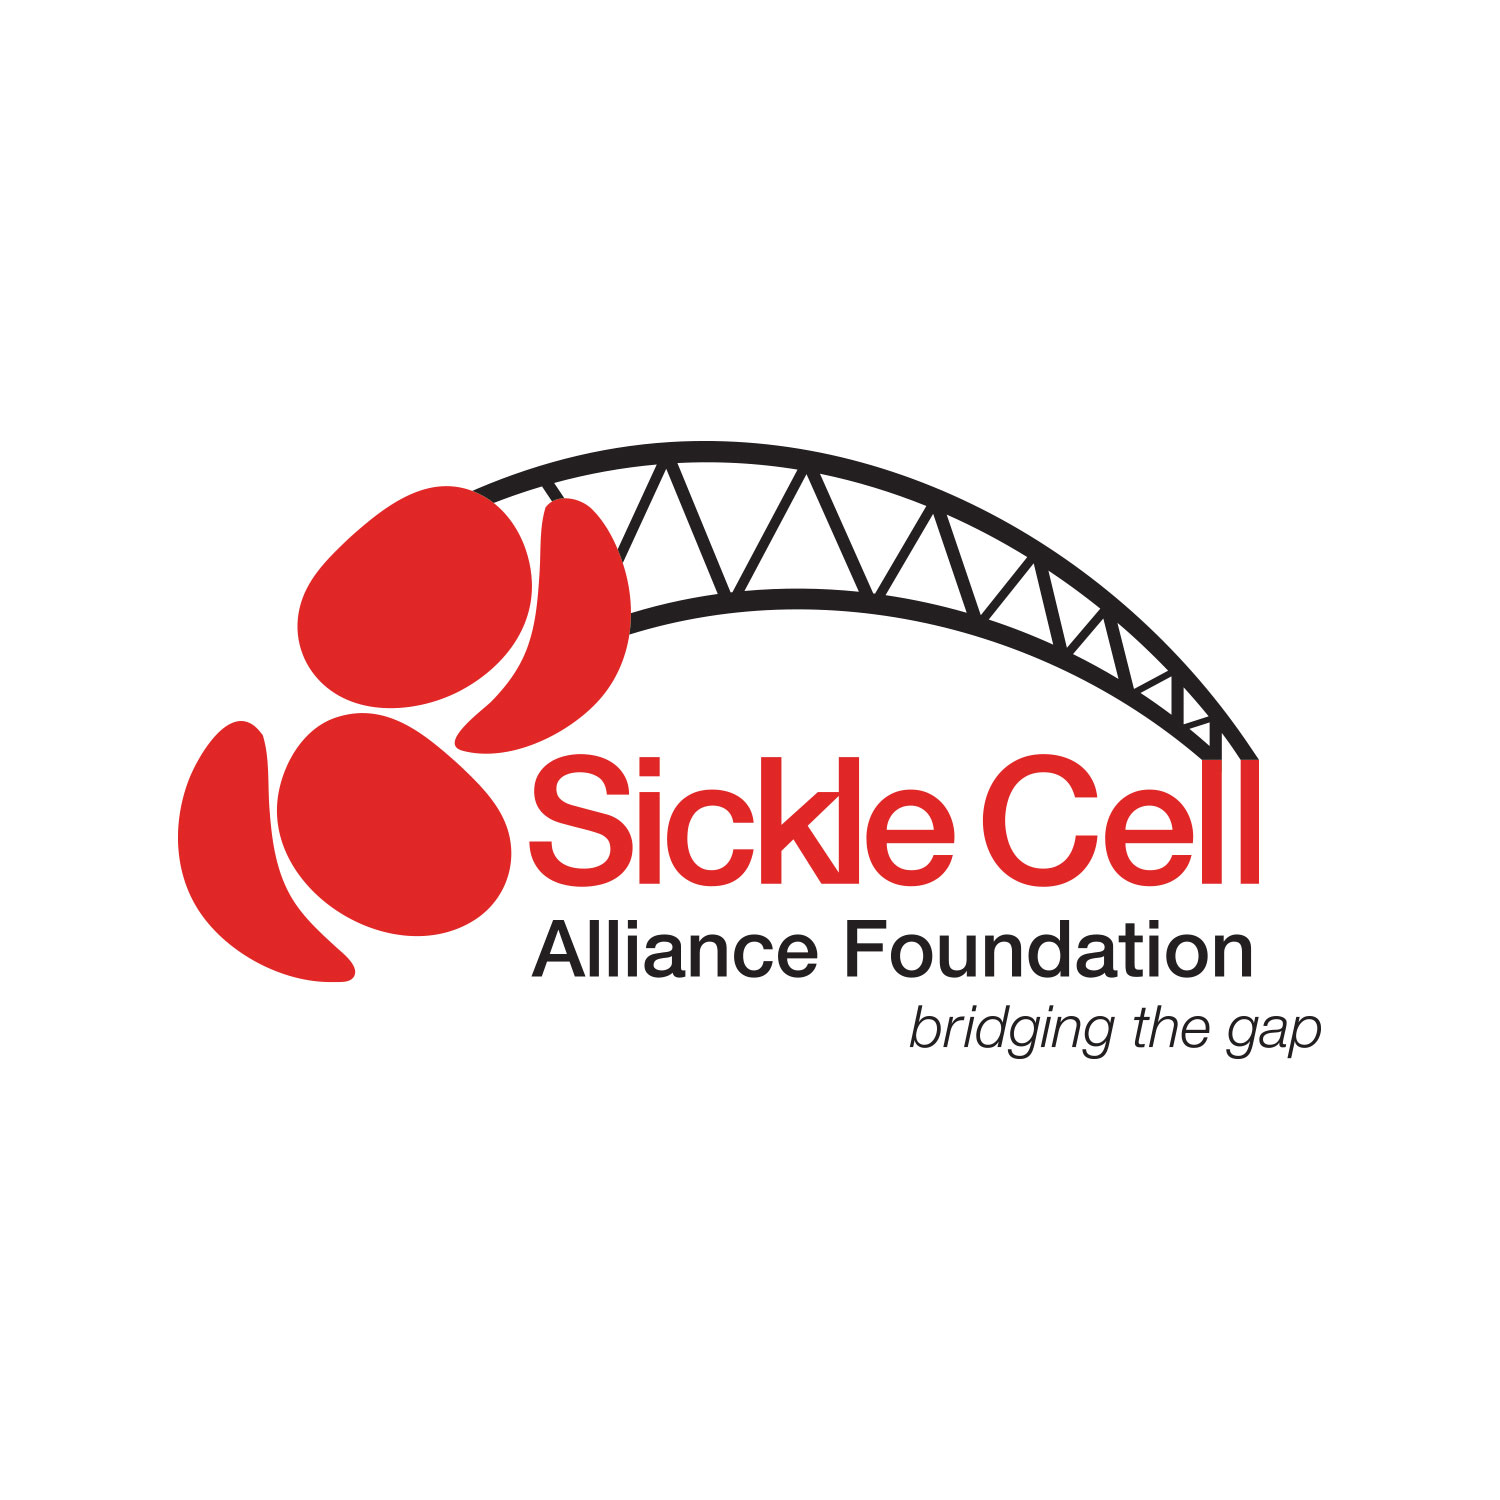 Sickle Cell
Alliance Foundation
bridging the gap